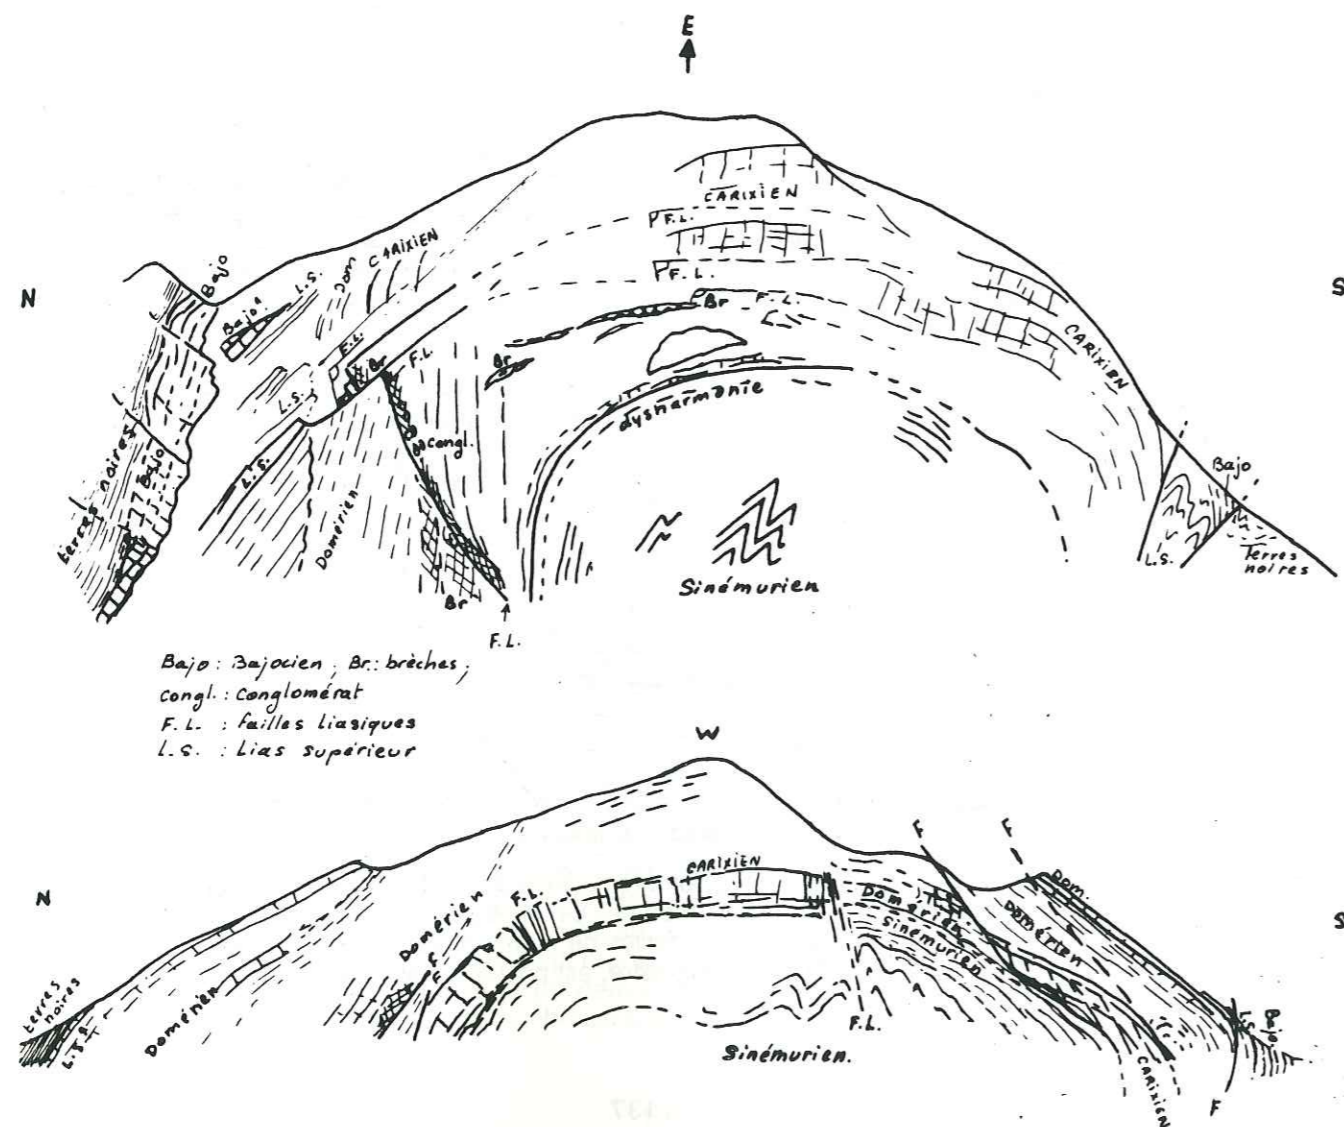 E
N
S
CARIXIEN
F.L.
F.L.
Br
F.L.
CARIXIEN
Bajo
Bajo.
L.S.
Dom
CARIXIEN
F.L.
Br
F.L.
L.S.
Br
L.S.
Congl.
dysharmonie
terres noires
Bajo
Domérien
Br
F.L.
Sinémurien
Bajo
L.S.
Terres
noires
Bajo : Bajocien ; Br.: brèches ;
Congl. : Conglomérat
F.L. : failles liasiques
L.S. : Lias supérieur
W
N
S
CARIXIEN
F.L.
Domérien
F
F
F
F
Dom.
Domérien
Domérien
Sinémurien
terres
noires
L.S.
Domérien
F.L.
Sinémurien.
L.S.
Bajo
CARIXIEN
F
137